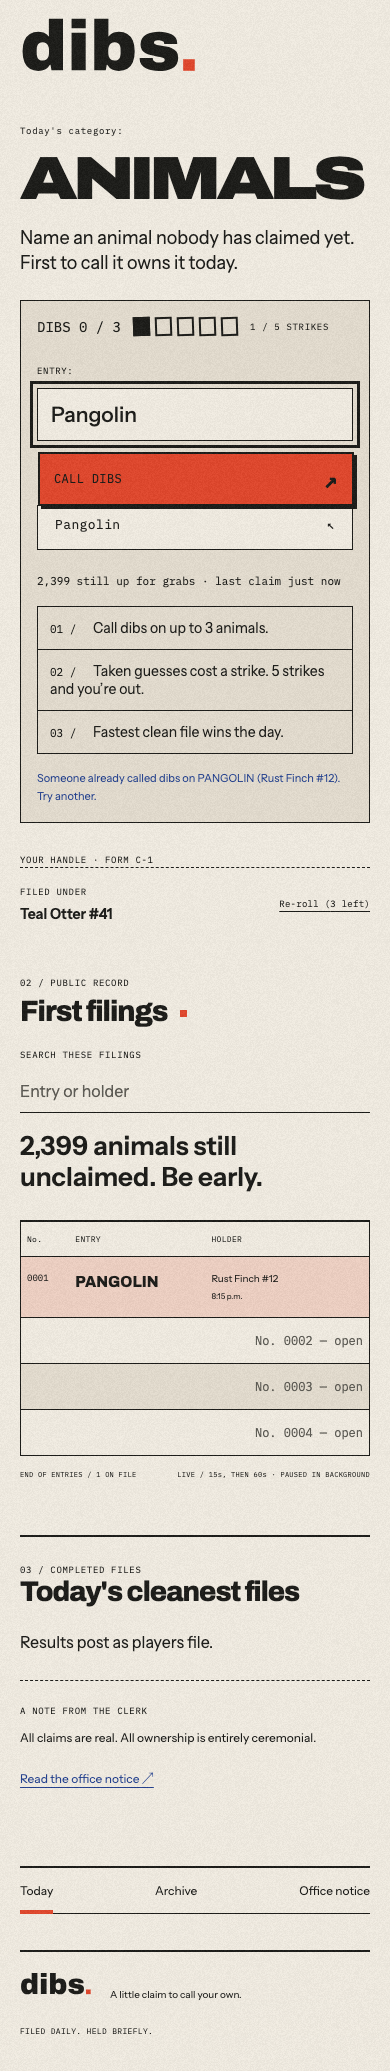 dibs.
Today's category:
ANIMALS
Name an animal nobody has claimed yet.
First to call it owns it today.
DIBS 0 / 3 1 / 5 STRIKES
ENTRY:
Pangolin
CALL DIBS ↗
Pangolin ↖
2,399 still up for grabs · last claim just now
01 / Call dibs on up to 3 animals.
02 / Taken guesses cost a strike. 5 strikes
and you're out.
03 / Fastest clean file wins the day.
Someone already called dibs on PANGOLIN (Rust Finch #12).
Try another.
YOUR HANDLE · FORM C-1
FILED UNDER
Teal Otter #41
Re-roll (3 left)
02 / PUBLIC RECORD
First filings
SEARCH THESE FILINGS
Entry or holder
2,399 animals still
unclaimed. Be early.
No. ENTRY HOLDER
0001 PANGOLIN Rust Finch #12
8:15 p.m.
No. 0002 — open
No. 0003 — open
No. 0004 — open
END OF ENTRIES / 1 ON FILE LIVE / 15s, THEN 60s · PAUSED IN BACKGROUND
03 / COMPLETED FILES
Today's cleanest files
Results post as players file.
A NOTE FROM THE CLERK
All claims are real. All ownership is entirely ceremonial.
Read the office notice ↗
Today Archive Office notice
dibs. A little claim to call your own.
FILED DAILY. HELD BRIEFLY.